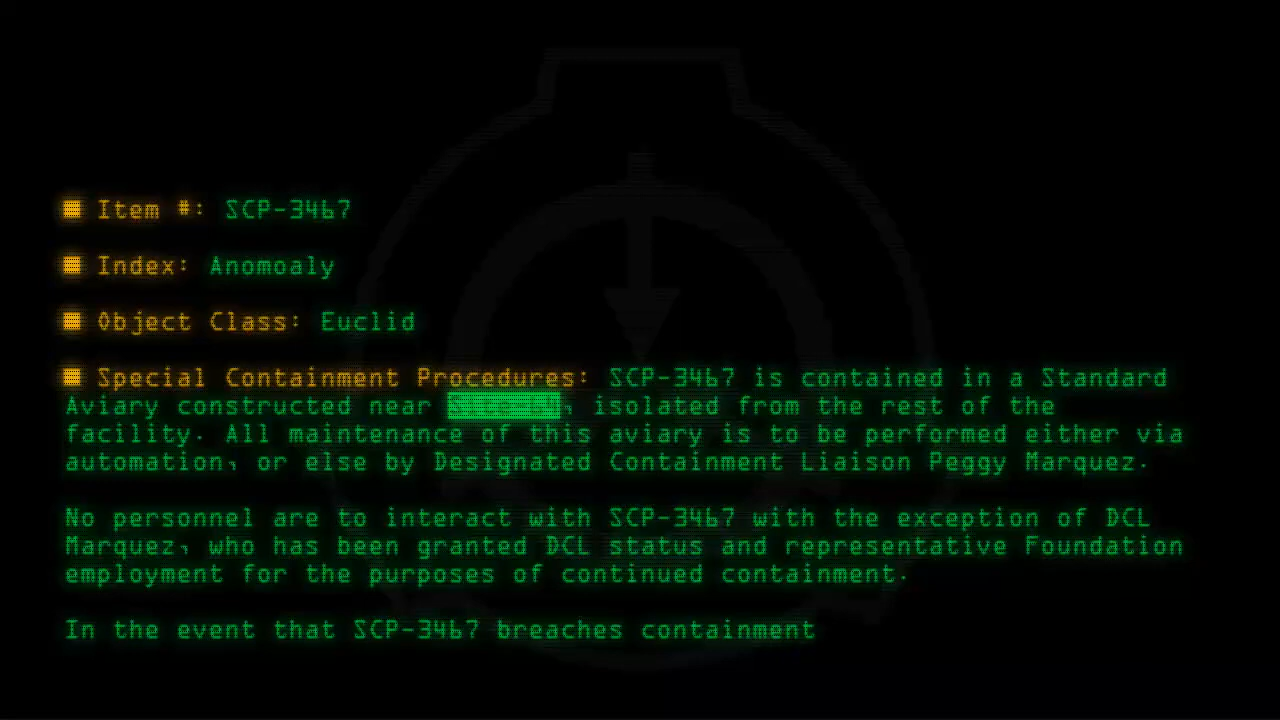 ■ Item #: SCP-3467
■ Index: Anomoaly
■ Object Class: Euclid
■ Special Containment Procedures: SCP-3467 is contained in a Standard
Aviary constructed near , isolated from the rest of the
facility. All maintenance of this aviary is to be performed either via
automation, or else by Designated Containment Liaison Peggy Marquez.
No personnel are to interact with SCP-3467 with the exception of DCL
Marquez, who has been granted DCL status and representative Foundation
employment for the purposes of continued containment.
In the event that SCP-3467 breaches containment